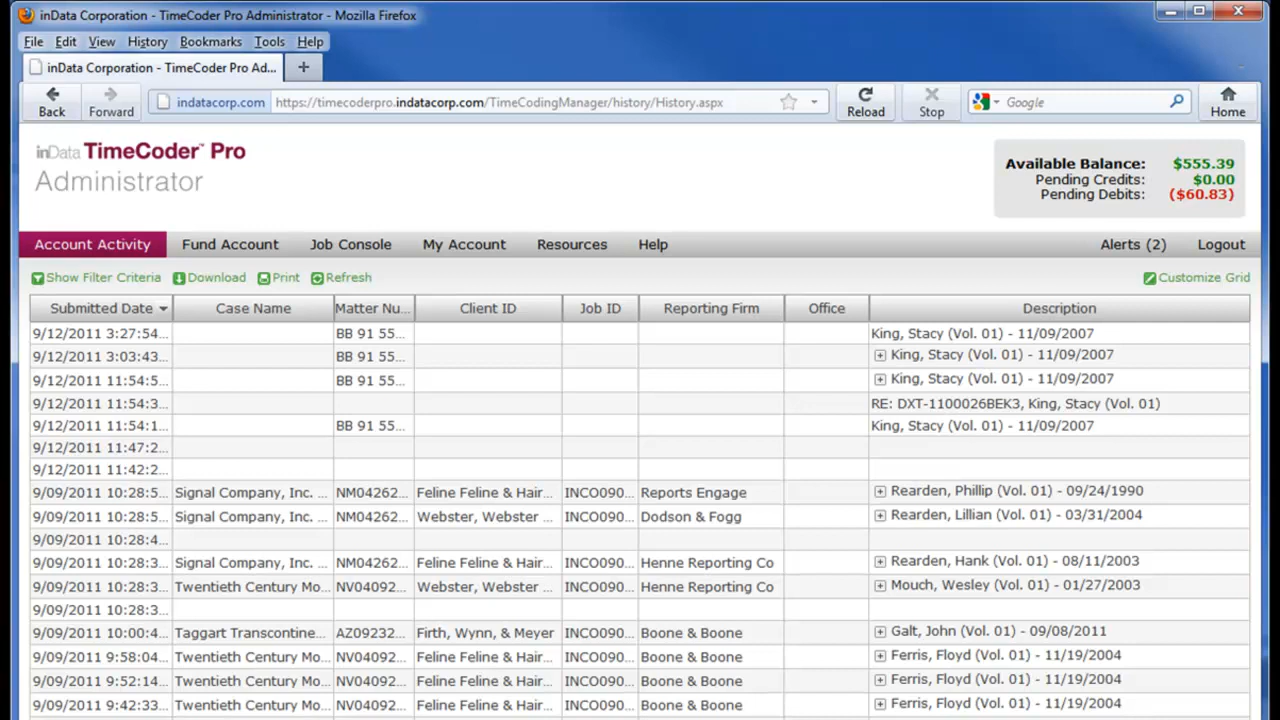 inData Corporation - TimeCoder Pro Administrator - Mozilla Firefox
File Edit View History Bookmarks Tools Help
inData Corporation - TimeCoder Pro Ad... +
Back Forward indatacorp.com https://timecoderpro.indatacorp.com/TimeCodingManager/history/History.aspx Reload Stop Google Home
inData TimeCoder™ Pro
Administrator
Available Balance: $555.39
Pending Credits: $0.00
Pending Debits: ($60.83)
Account Activity Fund Account Job Console My Account Resources Help Alerts (2) Logout
Show Filter Criteria Download Print Refresh Customize Grid
Submitted Date Case Name Matter Nu... Client ID Job ID Reporting Firm Office Description
9/12/2011 3:27:54... BB 91 55... King, Stacy (Vol. 01) - 11/09/2007
9/12/2011 3:03:43... BB 91 55... King, Stacy (Vol. 01) - 11/09/2007
9/12/2011 11:54:5... BB 91 55... King, Stacy (Vol. 01) - 11/09/2007
9/12/2011 11:54:3... RE: DXT-1100026BEK3, King, Stacy (Vol. 01)
9/12/2011 11:54:1... BB 91 55... King, Stacy (Vol. 01) - 11/09/2007
9/12/2011 11:47:2...
9/12/2011 11:42:2...
9/09/2011 10:28:5... Signal Company, Inc. ... NM04262... Feline Feline & Hair... INCO090... Reports Engage Rearden, Phillip (Vol. 01) - 09/24/1990
9/09/2011 10:28:5... Signal Company, Inc. ... NM04262... Webster, Webster ... INCO090... Dodson & Fogg Rearden, Lillian (Vol. 01) - 03/31/2004
9/09/2011 10:28:4...
9/09/2011 10:28:3... Signal Company, Inc. ... NM04262... Feline Feline & Hair... INCO090... Henne Reporting Co Rearden, Hank (Vol. 01) - 08/11/2003
9/09/2011 10:28:3... Twentieth Century Mo... NV04092... Webster, Webster ... INCO090... Henne Reporting Co Mouch, Wesley (Vol. 01) - 01/27/2003
9/09/2011 10:28:3...
9/09/2011 10:00:4... Taggart Transcontine... AZ09232... Firth, Wynn, & Meyer INCO090... Boone & Boone Galt, John (Vol. 01) - 09/08/2011
9/09/2011 9:58:04... Twentieth Century Mo... NV04092... Feline Feline & Hair... INCO090... Boone & Boone Ferris, Floyd (Vol. 01) - 11/19/2004
9/09/2011 9:52:14... Twentieth Century Mo... NV04092... Feline Feline & Hair... INCO090... Boone & Boone Ferris, Floyd (Vol. 01) - 11/19/2004
9/09/2011 9:42:33... Twentieth Century Mo... NV04092... Feline Feline & Hair... INCO090... Boone & Boone Ferris, Floyd (Vol. 01) - 11/19/2004